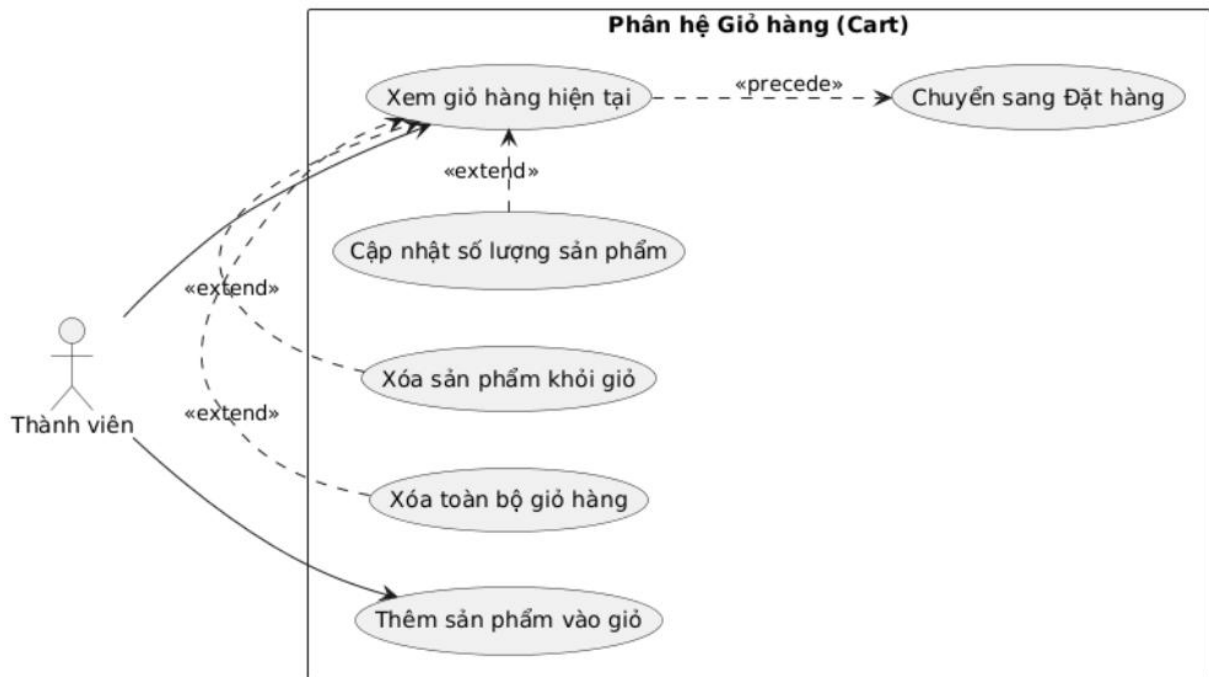 Phân hệ Giỏ hàng (Cart)
Xem giỏ hàng hiện tại
«precede»
Chuyển sang Đặt hàng
«extend»
Cập nhật số lượng sản phẩm
«extend»
Xóa sản phẩm khỏi giỏ
Thành viên
«extend»
Xóa toàn bộ giỏ hàng
Thêm sản phẩm vào giỏ